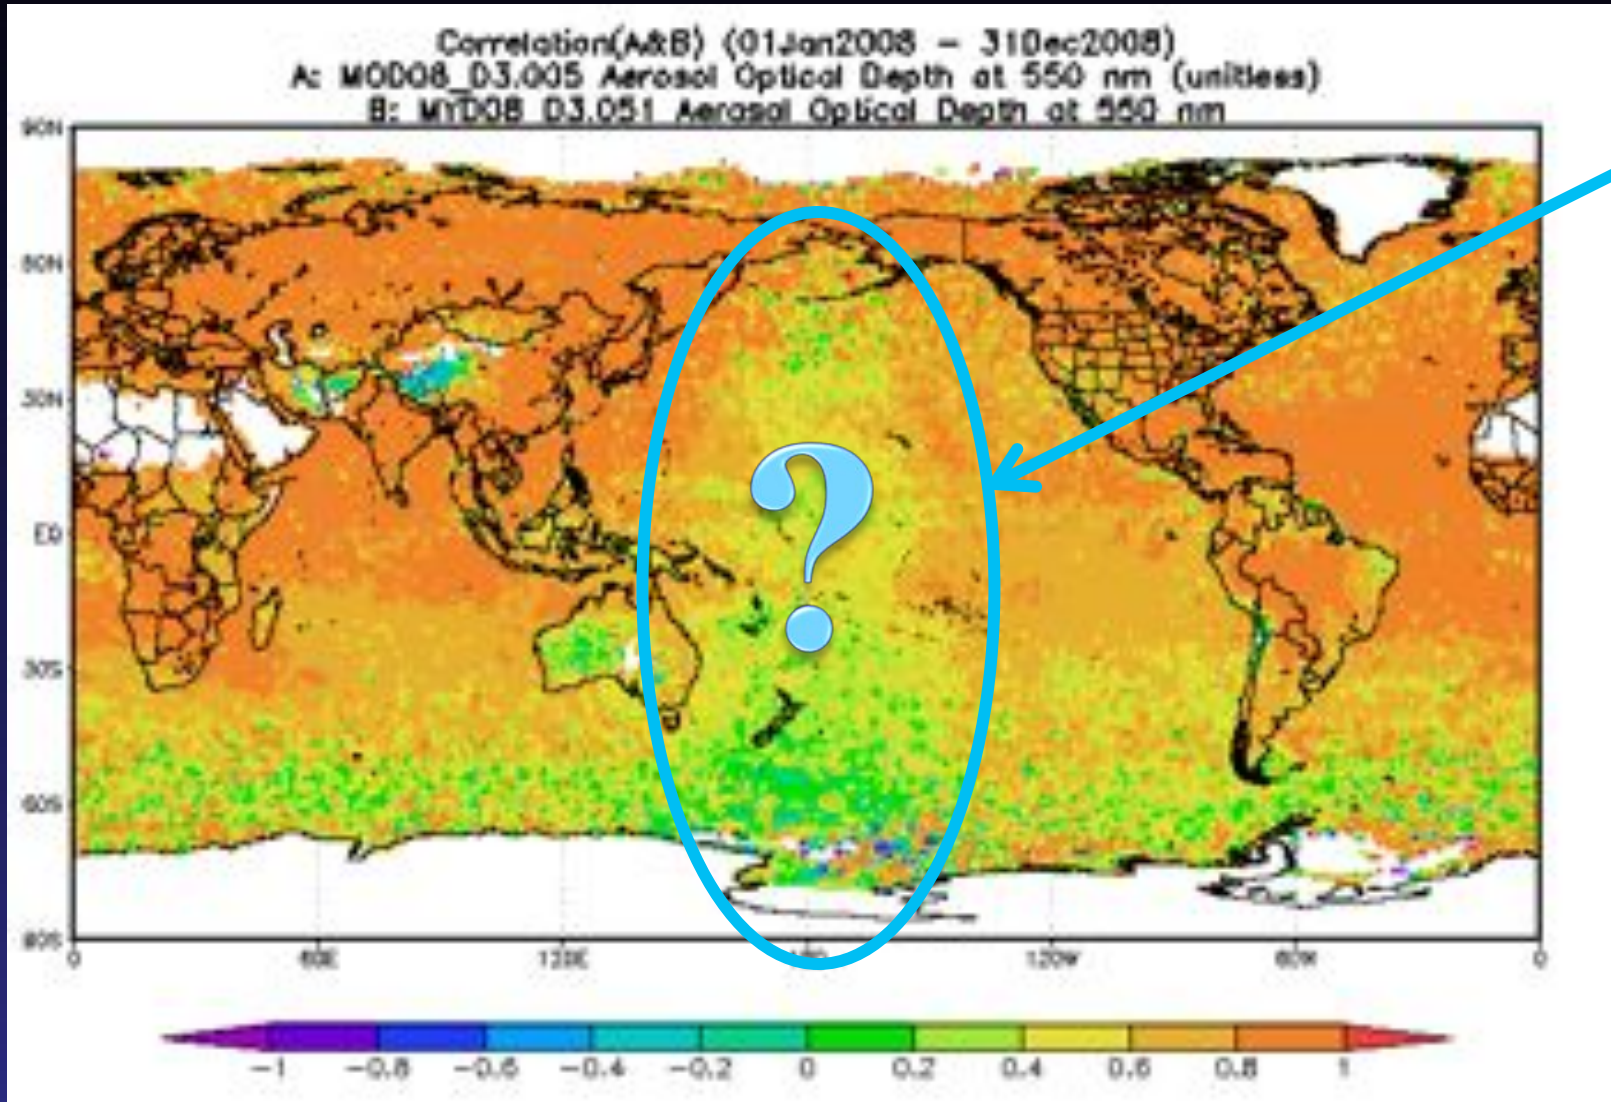 Correlation(A&B) (01Jan2008 - 31Dec2008)
A: MOD08_D3.005 Aerosol Optical Depth at 550 nm (unitless)
B: MYD08 D3.051 Aerosol Optical Depth at 550 nm
90N
60N
30N
EQ
30S
60S
90S
?
0 60E 120E 120W 60W 0
-1 -0.8 -0.6 -0.4 -0.2 0 0.2 0.4 0.6 0.8 1